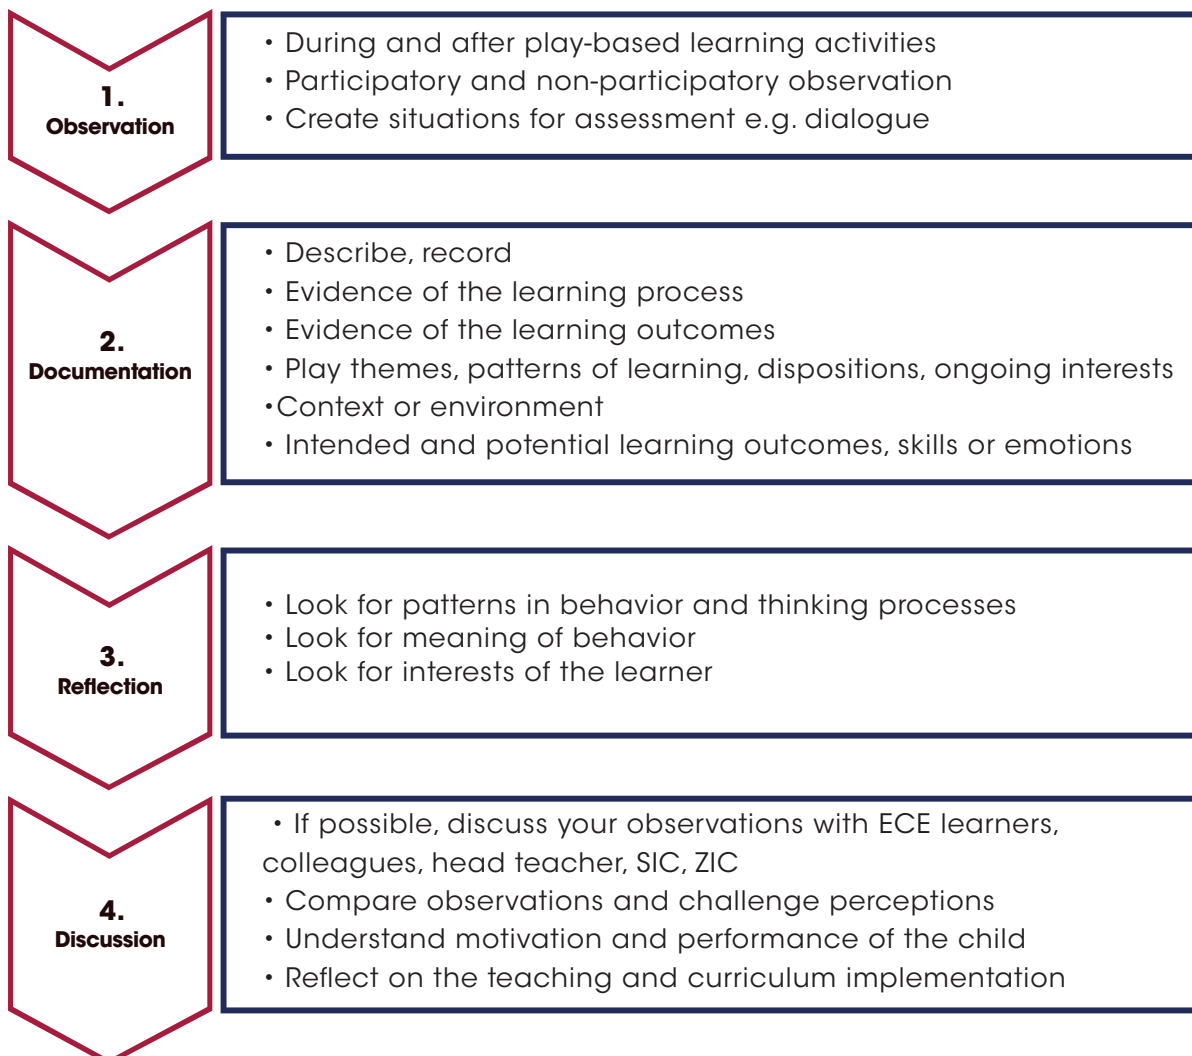 1.
Observation
• During and after play-based learning activities
• Participatory and non-participatory observation
• Create situations for assessment e.g. dialogue
2.
Documentation
• Describe, record
• Evidence of the learning process
• Evidence of the learning outcomes
• Play themes, patterns of learning, dispositions, ongoing interests
•Context or environment
• Intended and potential learning outcomes, skills or emotions
3.
Reflection
• Look for patterns in behavior and thinking processes
• Look for meaning of behavior
• Look for interests of the learner
4.
Discussion
• If possible, discuss your observations with ECE learners,
colleagues, head teacher, SIC, ZIC
• Compare observations and challenge perceptions
• Understand motivation and performance of the child
• Reflect on the teaching and curriculum implementation